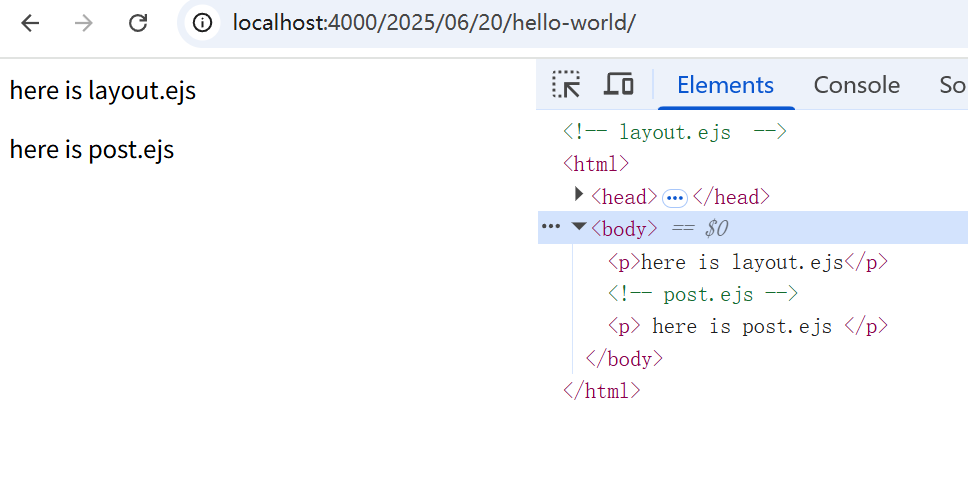 localhost:4000/2025/06/20/hello-world/
here is layout.ejs
here is post.ejs
Elements Console So
<!-- layout.ejs  -->
<html>
<head> ••• </head>
••• <body> == $0
<p>here is layout.ejs</p>
<!-- post.ejs -->
<p> here is post.ejs </p>
</body>
</html>